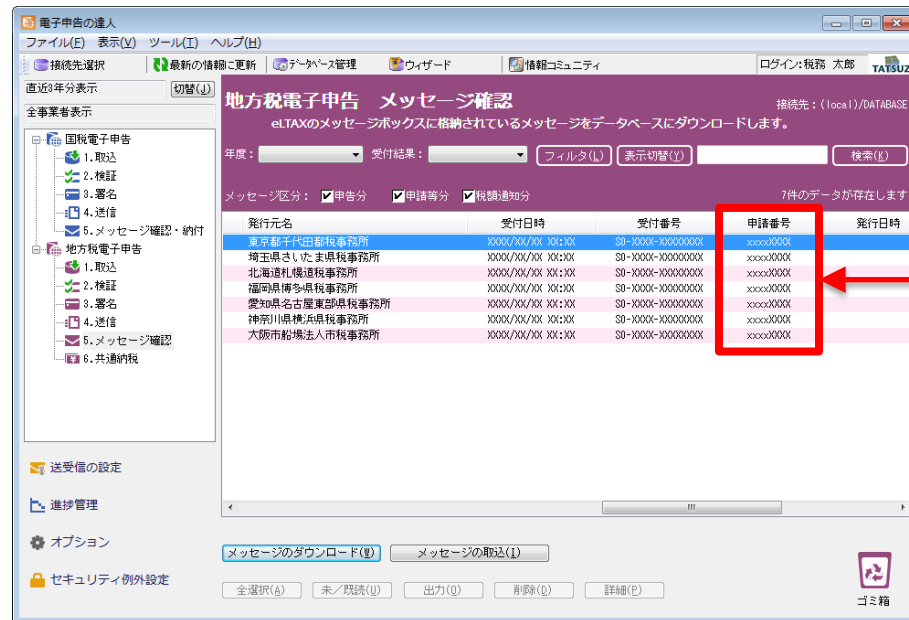 電子申告の達人
ファイル(F) 表示(V) ツール(T) ヘルプ(H)
接続先選択 最新の情報に更新 データベース管理 ウィザード 情報コミュニティ ログイン:税務 太郎 TATSUZ
直近3年分表示 切替(J)
全事業者表示
国税電子申告
1.取込
2.検証
3.署名
4.送信
5.メッセージ確認・納付
地方税電子申告
1.取込
2.検証
3.署名
4.送信
5.メッセージ確認
6.共通納税
送受信の設定
進捗管理
オプション
セキュリティ例外設定
地方税電子申告 メッセージ確認 接続先:(local)/DATABASE
eLTAXのメッセージボックスに格納されているメッセージをデータベースにダウンロードします。
年度: 受付結果: フィルタ(L) 表示切替(Y) 検索(K)
メッセージ区分: 申告分 申請等分 税額通知分 7件のデータが存在します
発行元名 受付日時 受付番号 申請番号 発行日時
東京都千代田都税事務所 XXXX/XX/XX XX:XX S0-XXXX-XXXXXXXX xxxxXXXX
埼玉県さいたま県税事務所 XXXX/XX/XX XX:XX S0-XXXX-XXXXXXXX xxxxXXXX
北海道札幌道税事務所 XXXX/XX/XX XX:XX S0-XXXX-XXXXXXXX xxxxXXXX
福岡県博多県税事務所 XXXX/XX/XX XX:XX S0-XXXX-XXXXXXXX xxxxXXXX
愛知県名古屋東部県税事務所 XXXX/XX/XX XX:XX S0-XXXX-XXXXXXXX xxxxXXXX
神奈川県横浜県税事務所 XXXX/XX/XX XX:XX S0-XXXX-XXXXXXXX xxxxXXXX
大阪市船場法人市税事務所 XXXX/XX/XX XX:XX S0-XXXX-XXXXXXXX xxxxXXXX
メッセージのダウンロード(W) メッセージの取込(I)
全選択(A) 未/既読(U) 出力(O) 削除(D) 詳細(P)
ゴミ箱